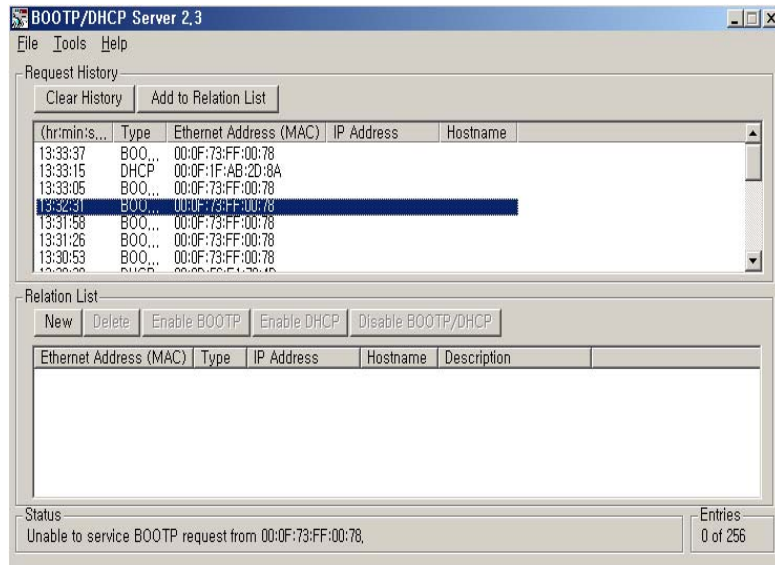 BOOTP/DHCP Server 2,3
File Tools Help
Request History
Clear History Add to Relation List
(hr:min:s... Type Ethernet Address (MAC) IP Address Hostname
13:33:37 BOO... 00:0F:73:FF:00:78
13:33:15 DHCP 00:0F:1F:AB:2D:8A
13:33:05 BOO... 00:0F:73:FF:00:78
13:32:31 BOO... 00:0F:73:FF:00:78
13:31:58 BOO... 00:0F:73:FF:00:78
13:31:26 BOO... 00:0F:73:FF:00:78
13:30:53 BOO... 00:0F:73:FF:00:78
DHCP
Relation List
New Delete Enable BOOTP Enable DHCP Disable BOOTP/DHCP
Ethernet Address (MAC) Type IP Address Hostname Description
Status
Unable to service BOOTP request from 00:0F:73:FF:00:78,
Entries
0 of 256